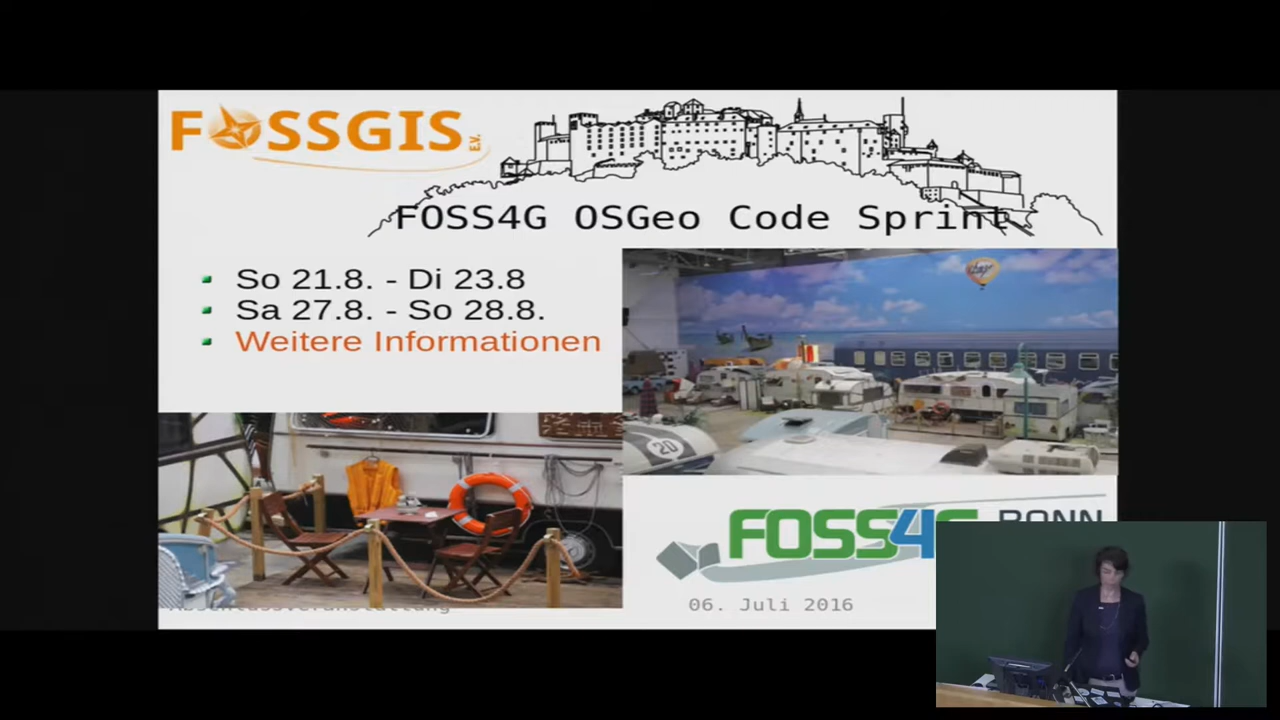 FOSSGIS
E.V.
FOSS4G OSGeo Code Sprint
So 21.8. - Di 23.8
Sa 27.8. - So 28.8.
Weitere Informationen
20
FOSS4G BONN
06. Juli 2016